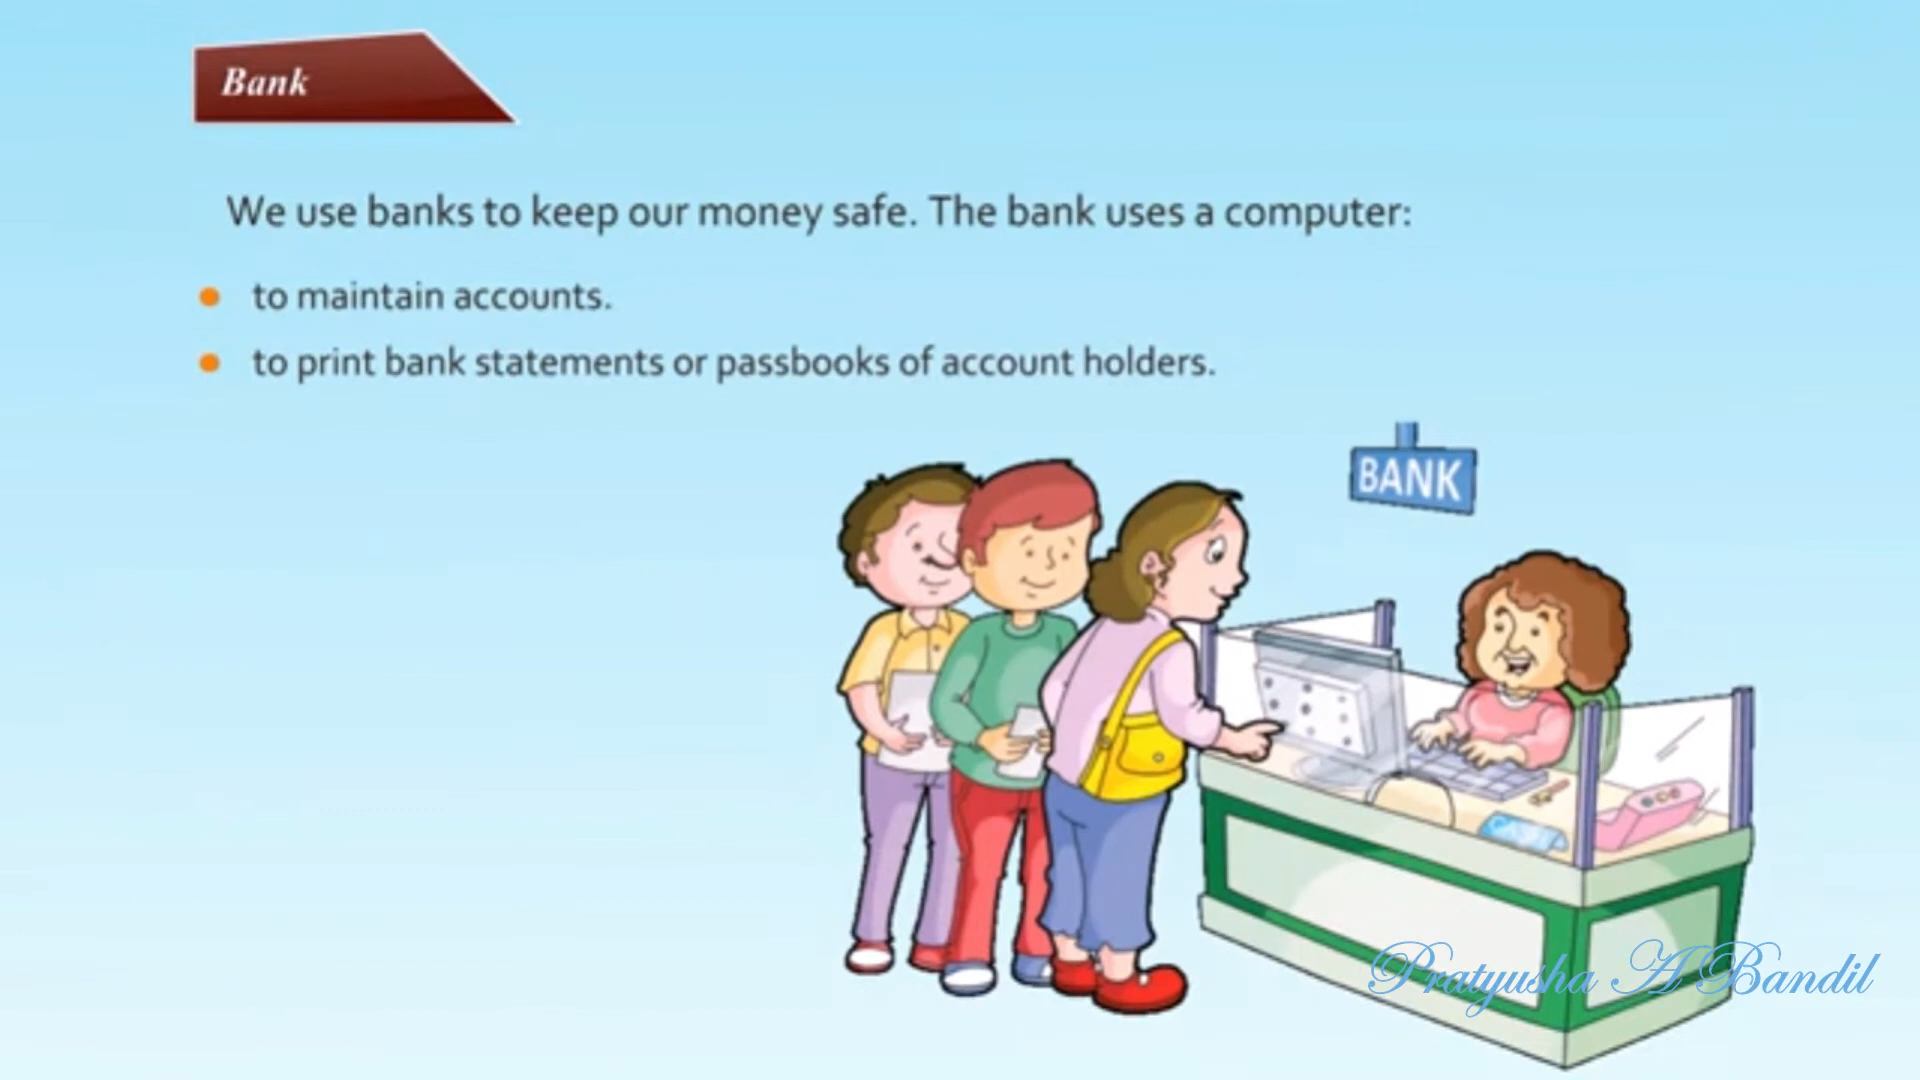 Bank
We use banks to keep our money safe. The bank uses a computer:
to maintain accounts.
to print bank statements or passbooks of account holders.
BANK
Pratyusha A Bandil